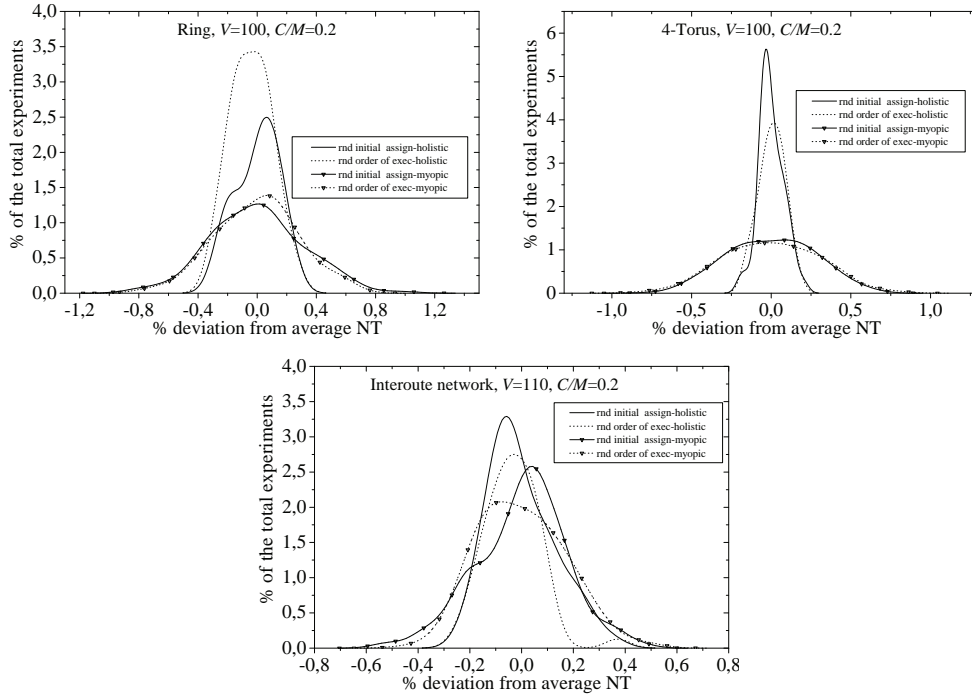 Ring, V=100, C/M=0.2
% of the total experiments
4,0
3,5
3,0
2,5
2,0
1,5
1,0
0,5
0,0
rnd initial assign-holistic
rnd order of exec-holistic
rnd initial assign-myopic
rnd order of exec-myopic
-1,2 -0,8 -0,4 0,0 0,4 0,8 1,2
% deviation from average NT
4-Torus, V=100, C/M=0.2
% of the total experiments
6
5
4
3
2
1
0
rnd initial assign-holistic
rnd order of exec-holistic
rnd initial assign-myopic
rnd order of exec-myopic
-1,0 -0,5 0,0 0,5 1,0
% deviation from average NT
Interoute network, V=110, C/M=0.2
% of the total experiments
4,0
3,5
3,0
2,5
2,0
1,5
1,0
0,5
0,0
rnd initial assign-holistic
rnd order of exec-holistic
rnd initial assign-myopic
rnd order of exec-myopic
-0,8 -0,6 -0,4 -0,2 0,0 0,2 0,4 0,6 0,8
% deviation from average NT